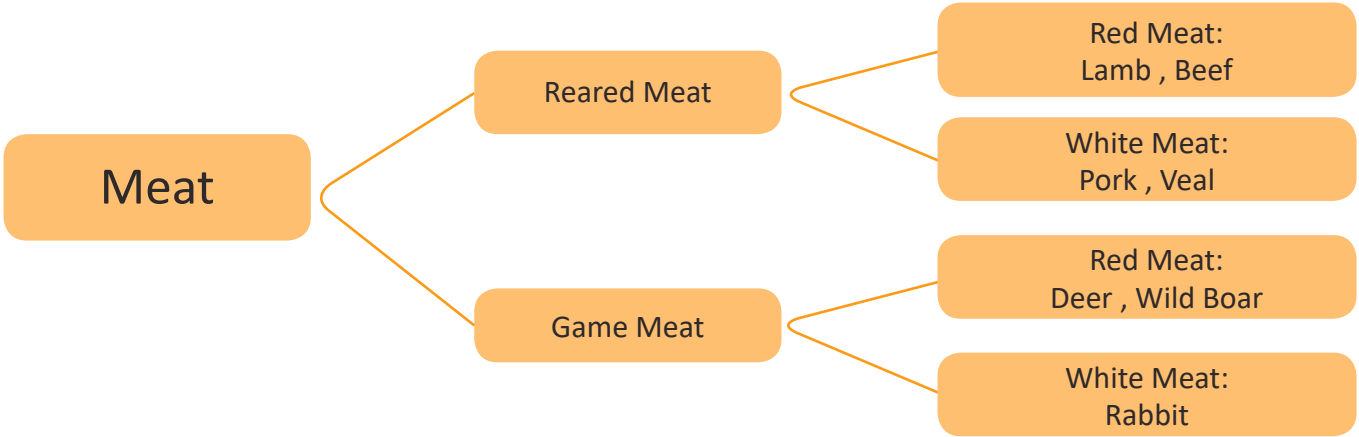 Meat
Reared Meat
Red Meat:
Lamb , Beef
White Meat:
Pork , Veal
Game Meat
Red Meat:
Deer , Wild Boar
White Meat:
Rabbit